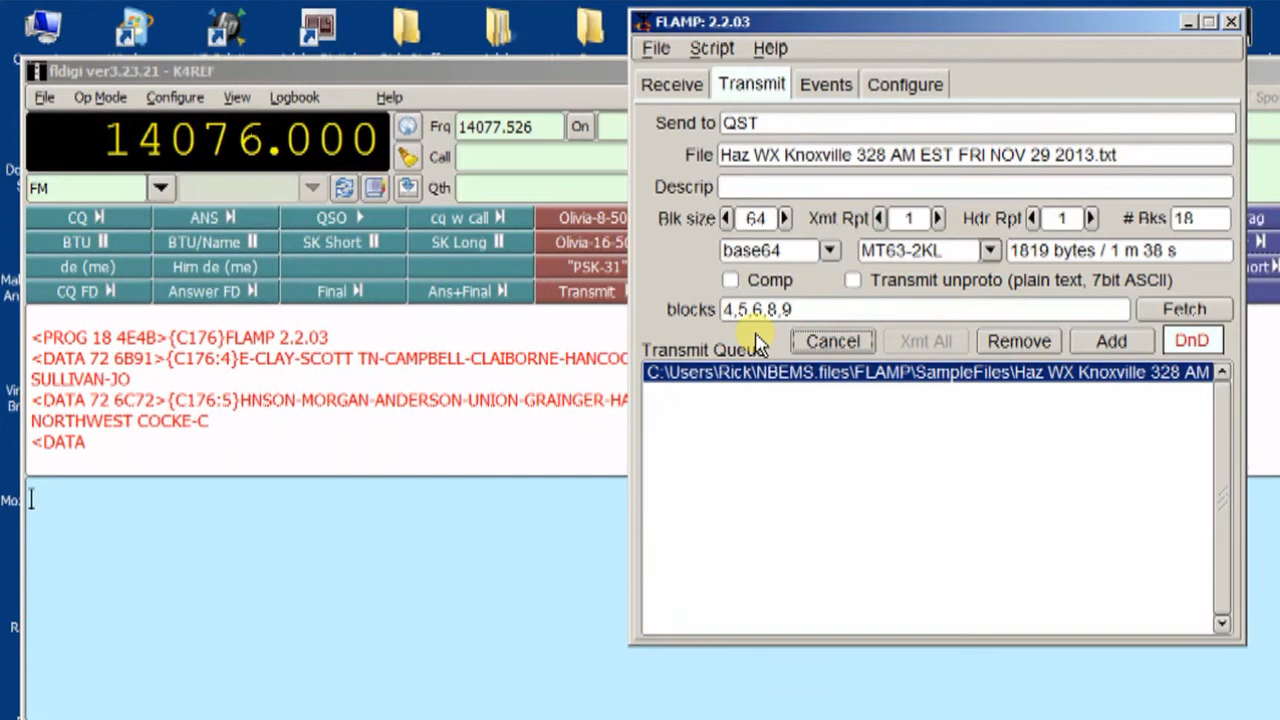 FLAMP: 2.2.03
File Script Help
Receive Transmit Events Configure
Send to QST
File Haz WX Knoxville 328 AM EST FRI NOV 29 2013.txt
Descrip
Blk size 64 Xmt Rpt 1 Hdr Rpt 1 # Bks 18
base64 MT63-2KL 1819 bytes / 1 m 38 s
Comp Transmit unproto (plain text, 7bit ASCII)
blocks 4,5,6,8,9 Fetch
Transmit Queue Cancel Xmt All Remove Add DnD
C:\Users\Rick\NBEMS.files\FLAMP\SampleFiles\Haz WX Knoxville 328 AM
fldigi ver3.23.21 - K4REF
File Op Mode Configure View Logbook Help
14076.000 Frq 14077.526 On
Call
FM Qth
CQ ANS QSO cq w call Olivia-8-50
BTU BTU/Name SK Short SK Long Olivia-16-50
de (me) Him de (me) "PSK-31"
CQ FD Answer FD Final Ans+Final Transmit
<PROG 18 4E4B>{C176}FLAMP 2.2.03
<DATA 72 6B91>{C176:4}E-CLAY-SCOTT TN-CAMPBELL-CLAIBORNE-HANCOC
SULLIVAN-JO
<DATA 72 6C72>{C176:5}HNSON-MORGAN-ANDERSON-UNION-GRAINGER-HA
NORTHWEST COCKE-C
<DATA